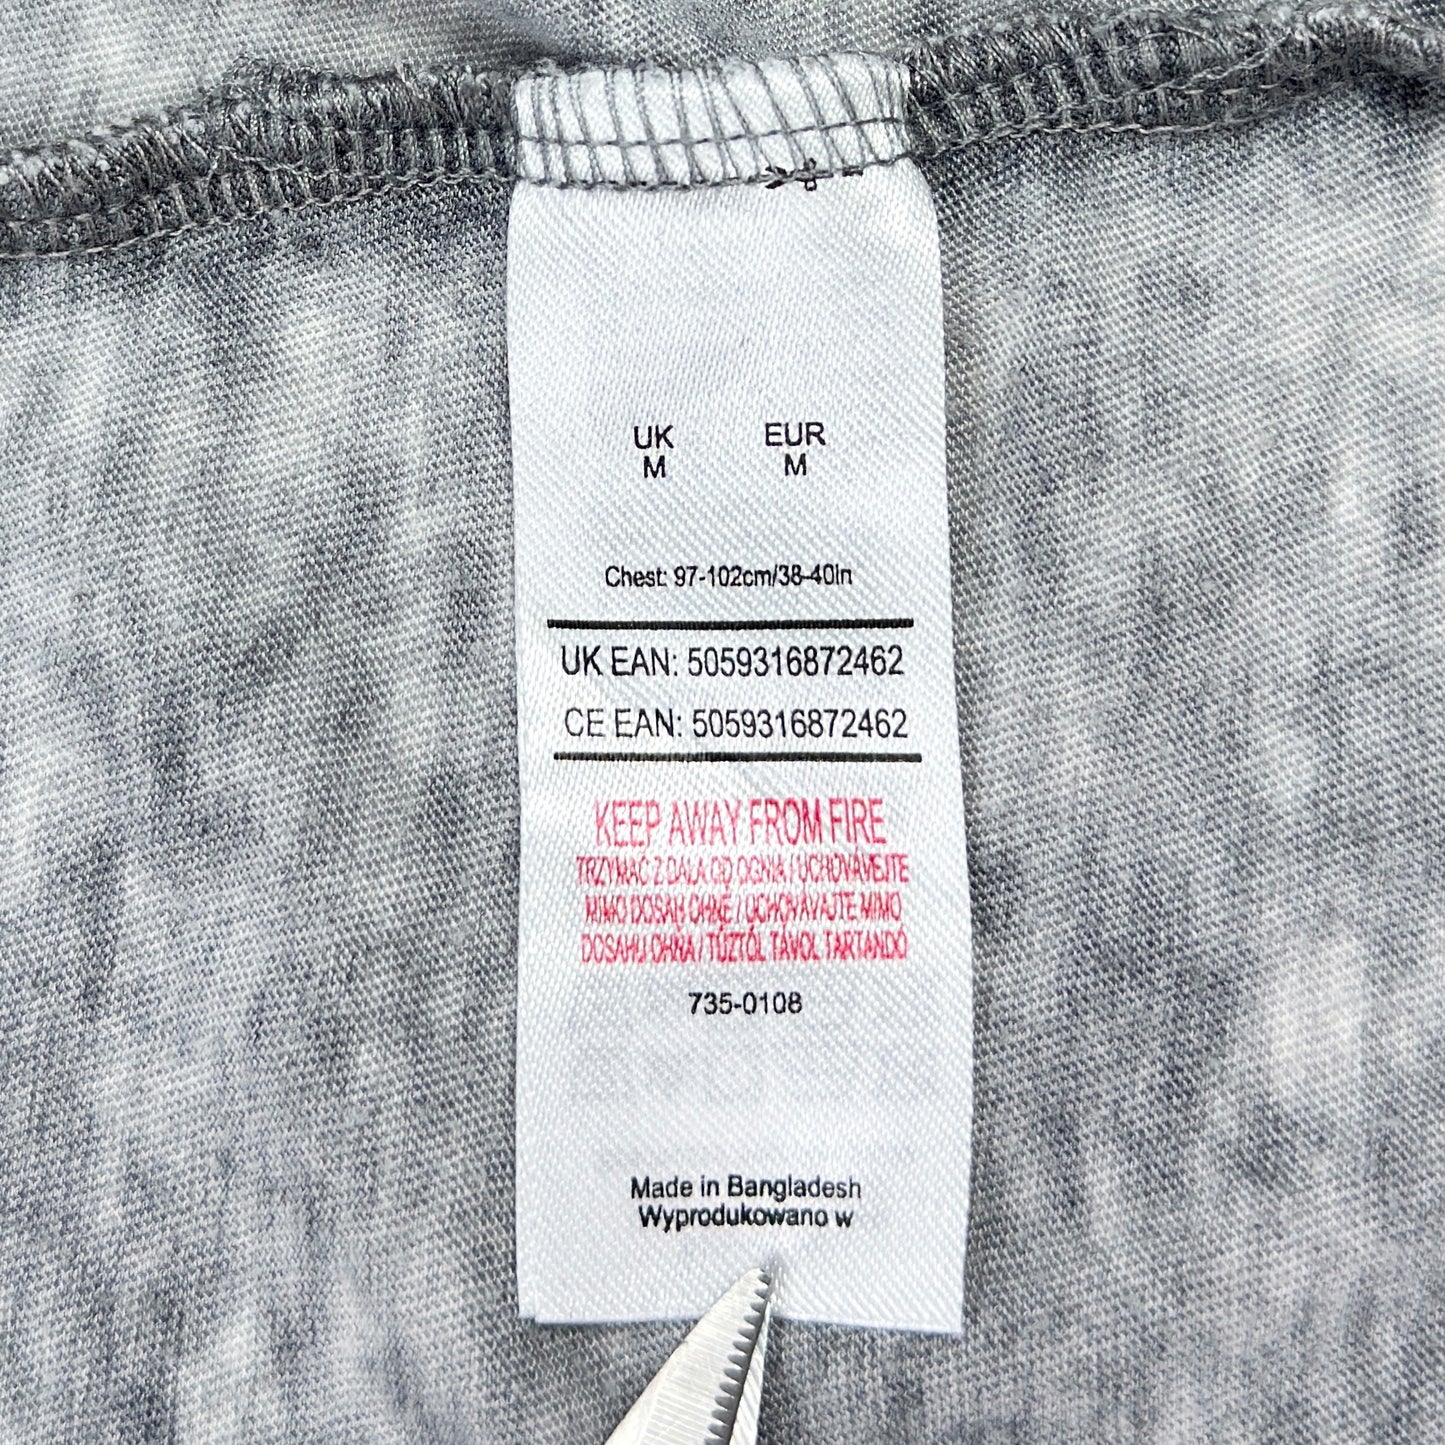 UK EUR
M M
Chest: 97-102cm/38-40in
UK EAN: 5059316872462
CE EAN: 5059316872462
KEEP AWAY FROM FIRE
TRZYMAĆ Z DALA OD OGNIA / UCHOVÁVEJTE
MIMO DOSAH OHNĚ / UCHOVÁVAJTE MIMO
DOSAHU OHŇA / TŰZTŐL TÁVOL TARTANDÓ
735-0108
Made in Bangladesh
Wyprodukowano w